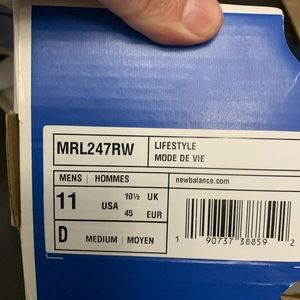 MRL247RW
LIFESTYLE
MODE DE VIE
MENS | HOMMES
11 USA 10½ UK
45 EUR
D MEDIUM | MOYEN
newbalance.com
1 90737 38859 2